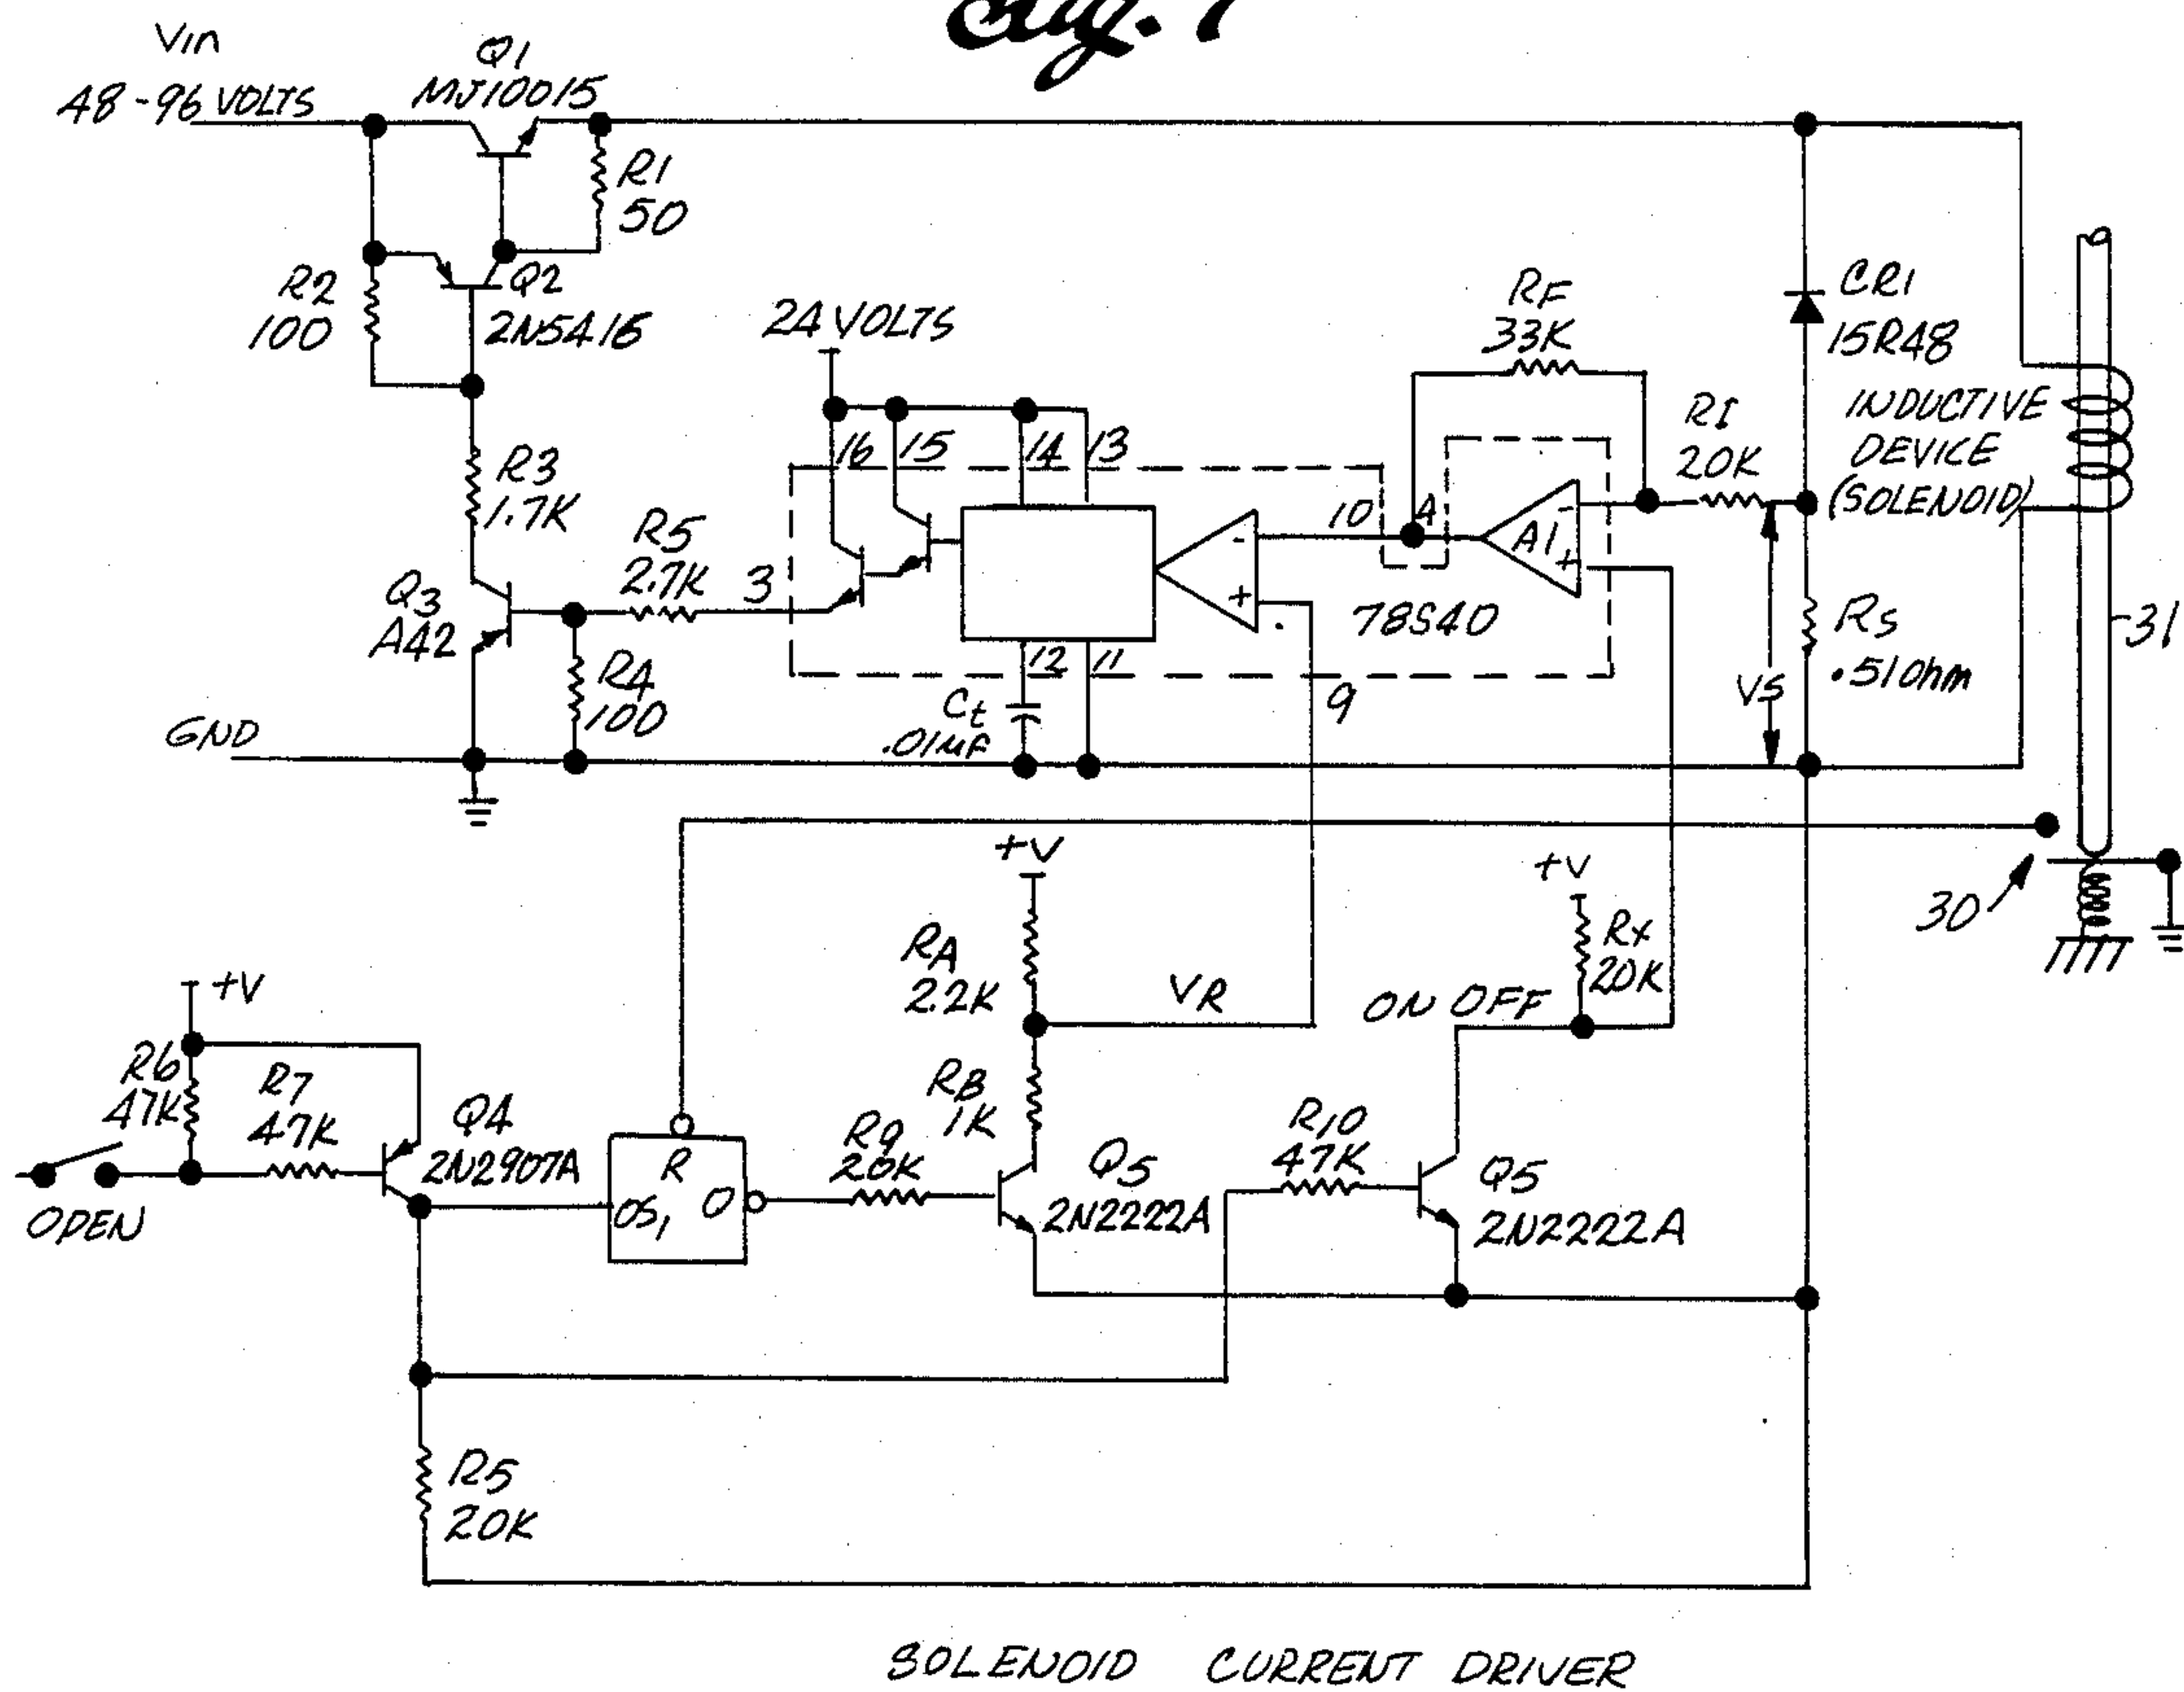 Fig. 7
Vin
48-96 VOLTS
Q1
MJ10015
R1
50
R2
100
Q2
2N5416
24 VOLTS
RF
33K
CR1
15R48
INDUCTIVE
DEVICE
(SOLENOID)
RI
20K
16
15
14
13
R3
1.7K
R5
2.7K
3
10
4
-
+
A1
-
+
78S40
Q3
A42
R4
100
12
11
Ct
.01MF
9
VS
RS
.51Ohm
31
GND
+V
+V
30
RA
2.2K
VR
ON OFF
RX
20K
+V
R6
47K
R7
47K
Q4
2N2907A
RB
1K
R9
20K
R10
47K
R
OS1
O
Q5
2N2222A
Q5
2N2222A
OPEN
R5
20K
SOLENOID CURRENT DRIVER